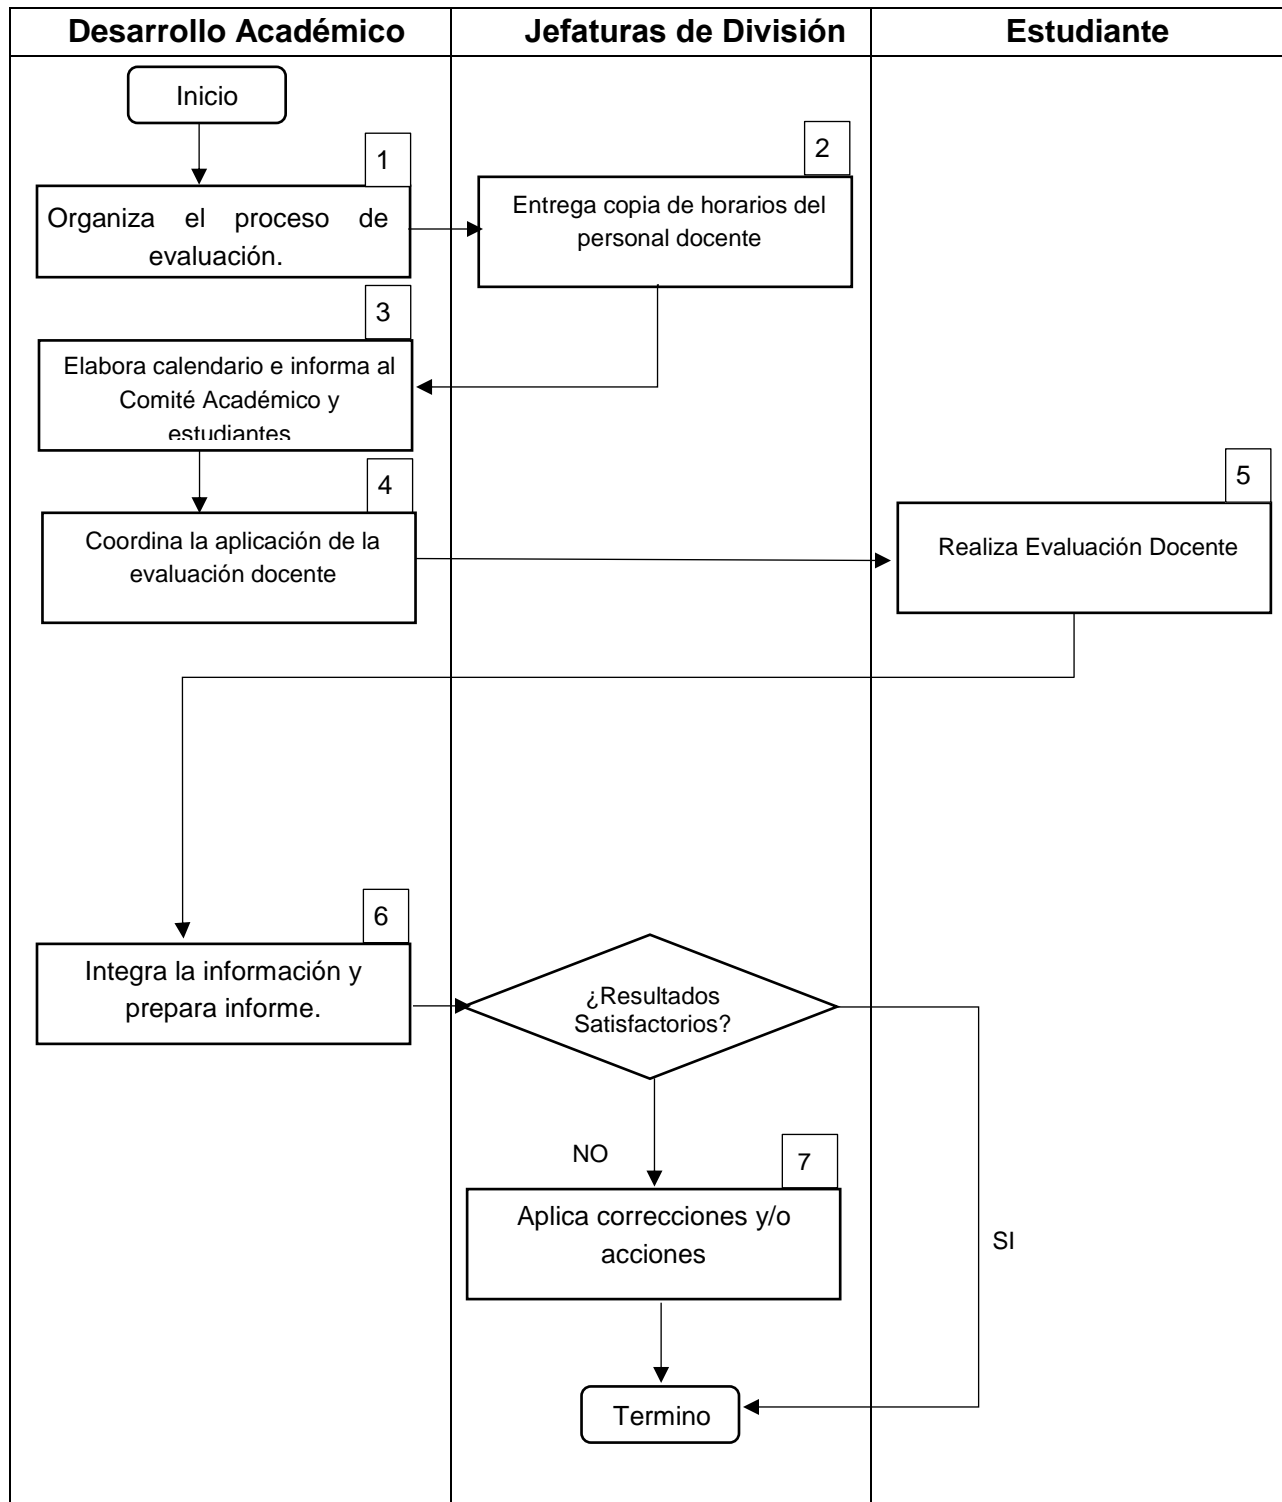 Desarrollo Académico
Jefaturas de División
Estudiante
Inicio
1
Organiza el proceso de
evaluación.
2
Entrega copia de horarios del
personal docente
3
Elabora calendario e informa al
Comité Académico y
estudiantes
4
Coordina la aplicación de la
evaluación docente
5
Realiza Evaluación Docente
6
Integra la información y
prepara informe.
¿Resultados
Satisfactorios?
NO
7
Aplica correcciones y/o
acciones
SI
Termino